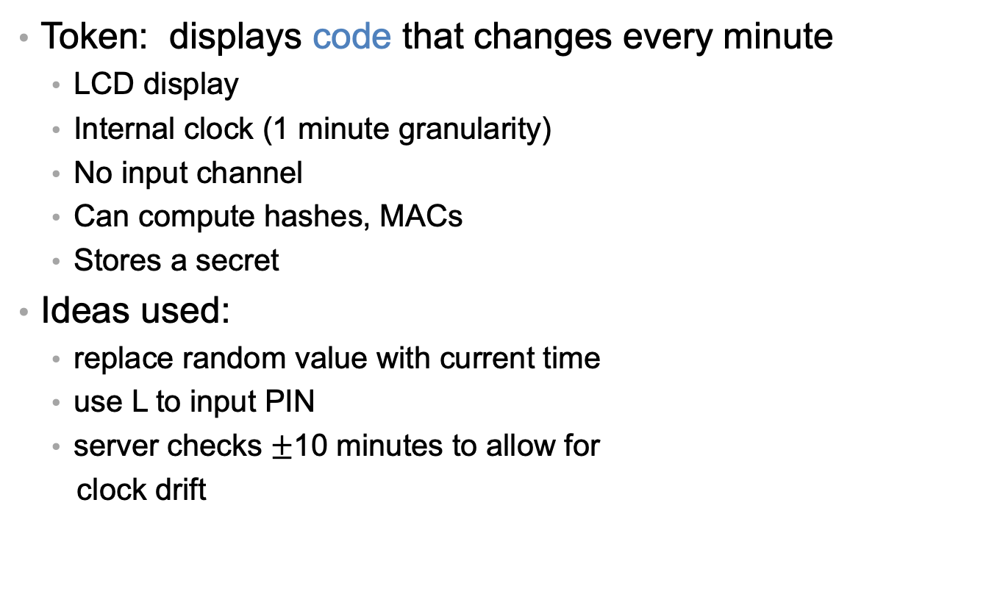 • Token:  displays code that changes every minute
• LCD display
• Internal clock (1 minute granularity)
• No input channel
• Can compute hashes, MACs
• Stores a secret
• Ideas used:
• replace random value with current time
• use L to input PIN
• server checks ±10 minutes to allow for
clock drift